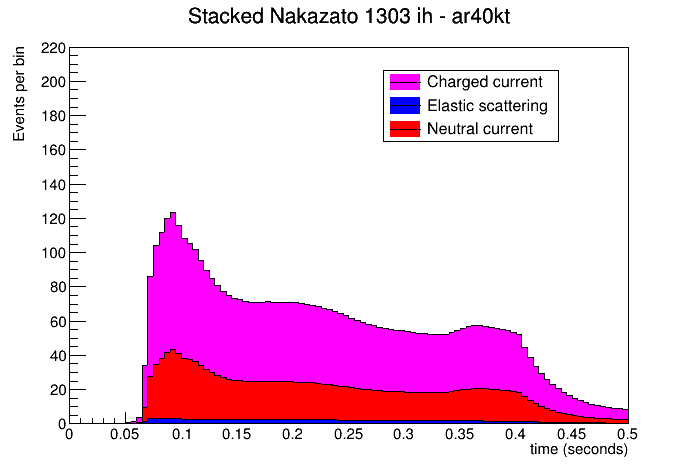 Stacked Nakazato 1303 ih - ar40kt
Events per bin
220
200
180
160
140
120
100
80
60
40
20
0
Charged current
Elastic scattering
Neutral current
0 0.05 0.1 0.15 0.2 0.25 0.3 0.35 0.4 0.45 0.5
time (seconds)